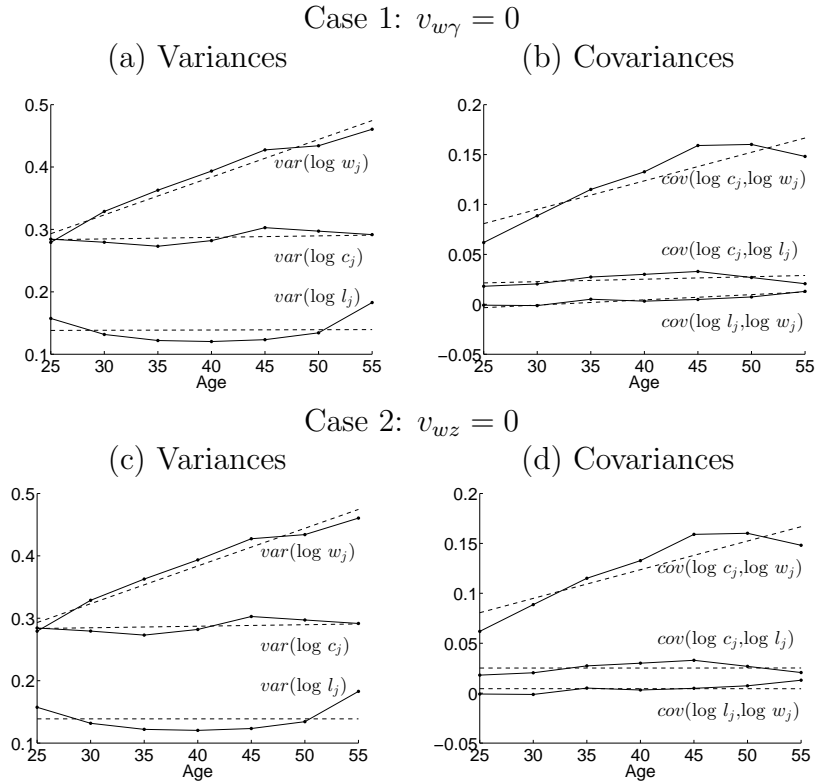 Case 1: $v_{w\gamma} = 0$
(a) Variances
(b) Covariances
0.5
0.4
0.3
0.2
0.1
var(log $w_j$)
var(log $c_j$)
var(log $l_j$)
25 30 35 40 45 50 55
Age
0.2
0.15
0.1
0.05
0
−0.05
cov(log $c_j$,log $w_j$)
cov(log $c_j$,log $l_j$)
cov(log $l_j$,log $w_j$)
25 30 35 40 45 50 55
Age
Case 2: $v_{wz} = 0$
(c) Variances
(d) Covariances
0.5
0.4
0.3
0.2
0.1
var(log $w_j$)
var(log $c_j$)
var(log $l_j$)
25 30 35 40 45 50 55
Age
0.2
0.15
0.1
0.05
0
−0.05
cov(log $c_j$,log $w_j$)
cov(log $c_j$,log $l_j$)
cov(log $l_j$,log $w_j$)
25 30 35 40 45 50 55
Age